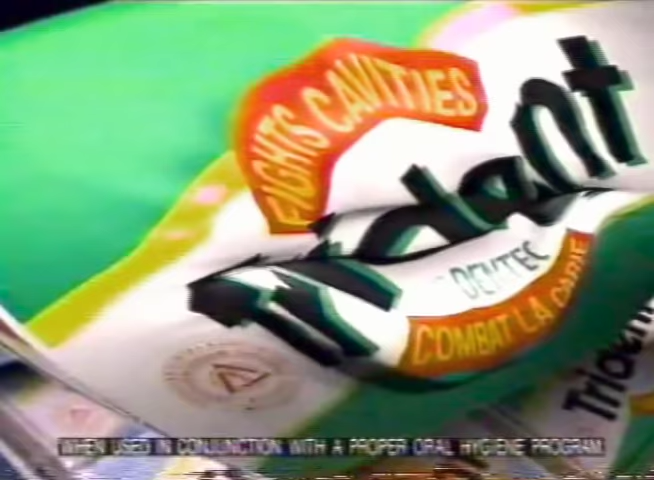 FIGHTS CAVITIES
Trident
DENTEC
COMBAT LA CARIE
Trident
WHEN USED IN CONJUNCTION WITH A PROPER ORAL HYGIENE PROGRAM